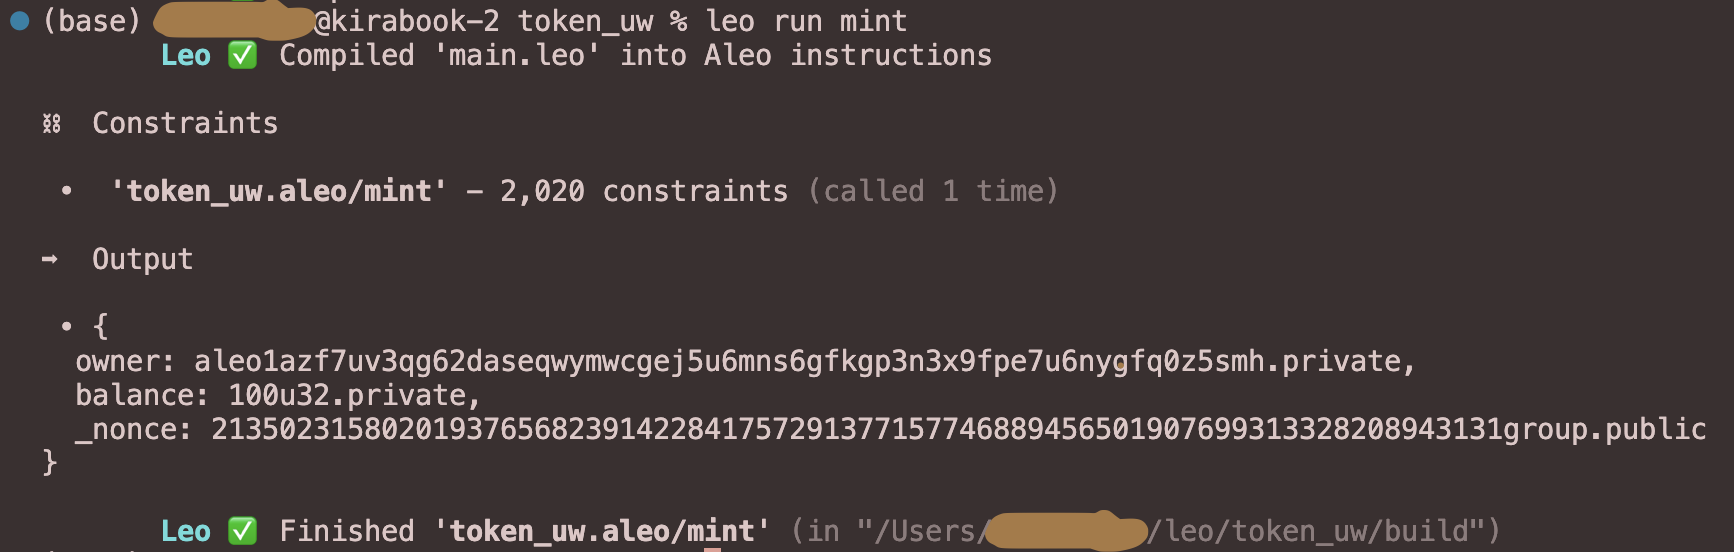 (base) @kirabook-2 token_uw % leo run mint
Leo ✅ Compiled 'main.leo' into Aleo instructions
⛓ Constraints
• 'token_uw.aleo/mint' – 2,020 constraints (called 1 time)
➡ Output
• {
owner: aleo1azf7uv3qg62daseqwymwcgej5u6mns6gfkgp3n3x9fpe7u6nygfq0z5smh.private,
balance: 100u32.private,
_nonce: 2135023158020193765682391422841757291377157746889456501907699313328208943131group.public
}
Leo ✅ Finished 'token_uw.aleo/mint' (in "/Users//leo/token_uw/build")